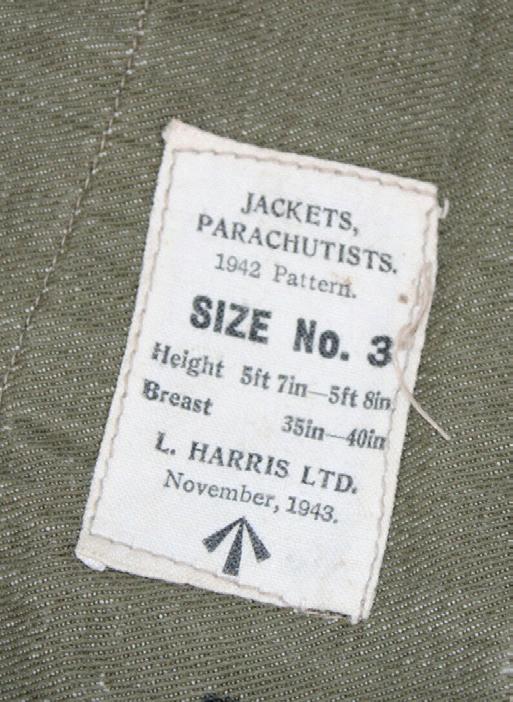 JACKETS,
PARACHUTISTS.
1942 Pattern.
SIZE No. 3
Height 5ft 7in—5ft 8in
Breast 35in—40in
L. HARRIS LTD.
November, 1943.